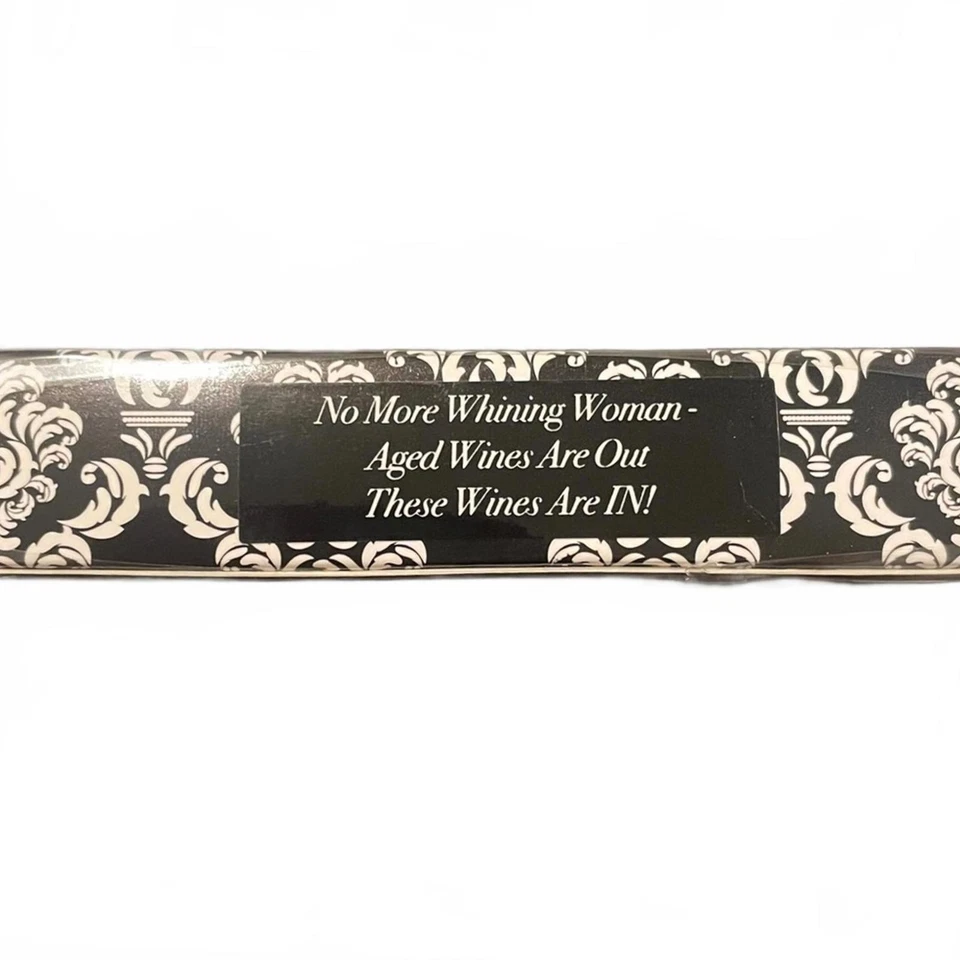 No More Whining Woman -
Aged Wines Are Out
These Wines Are IN!